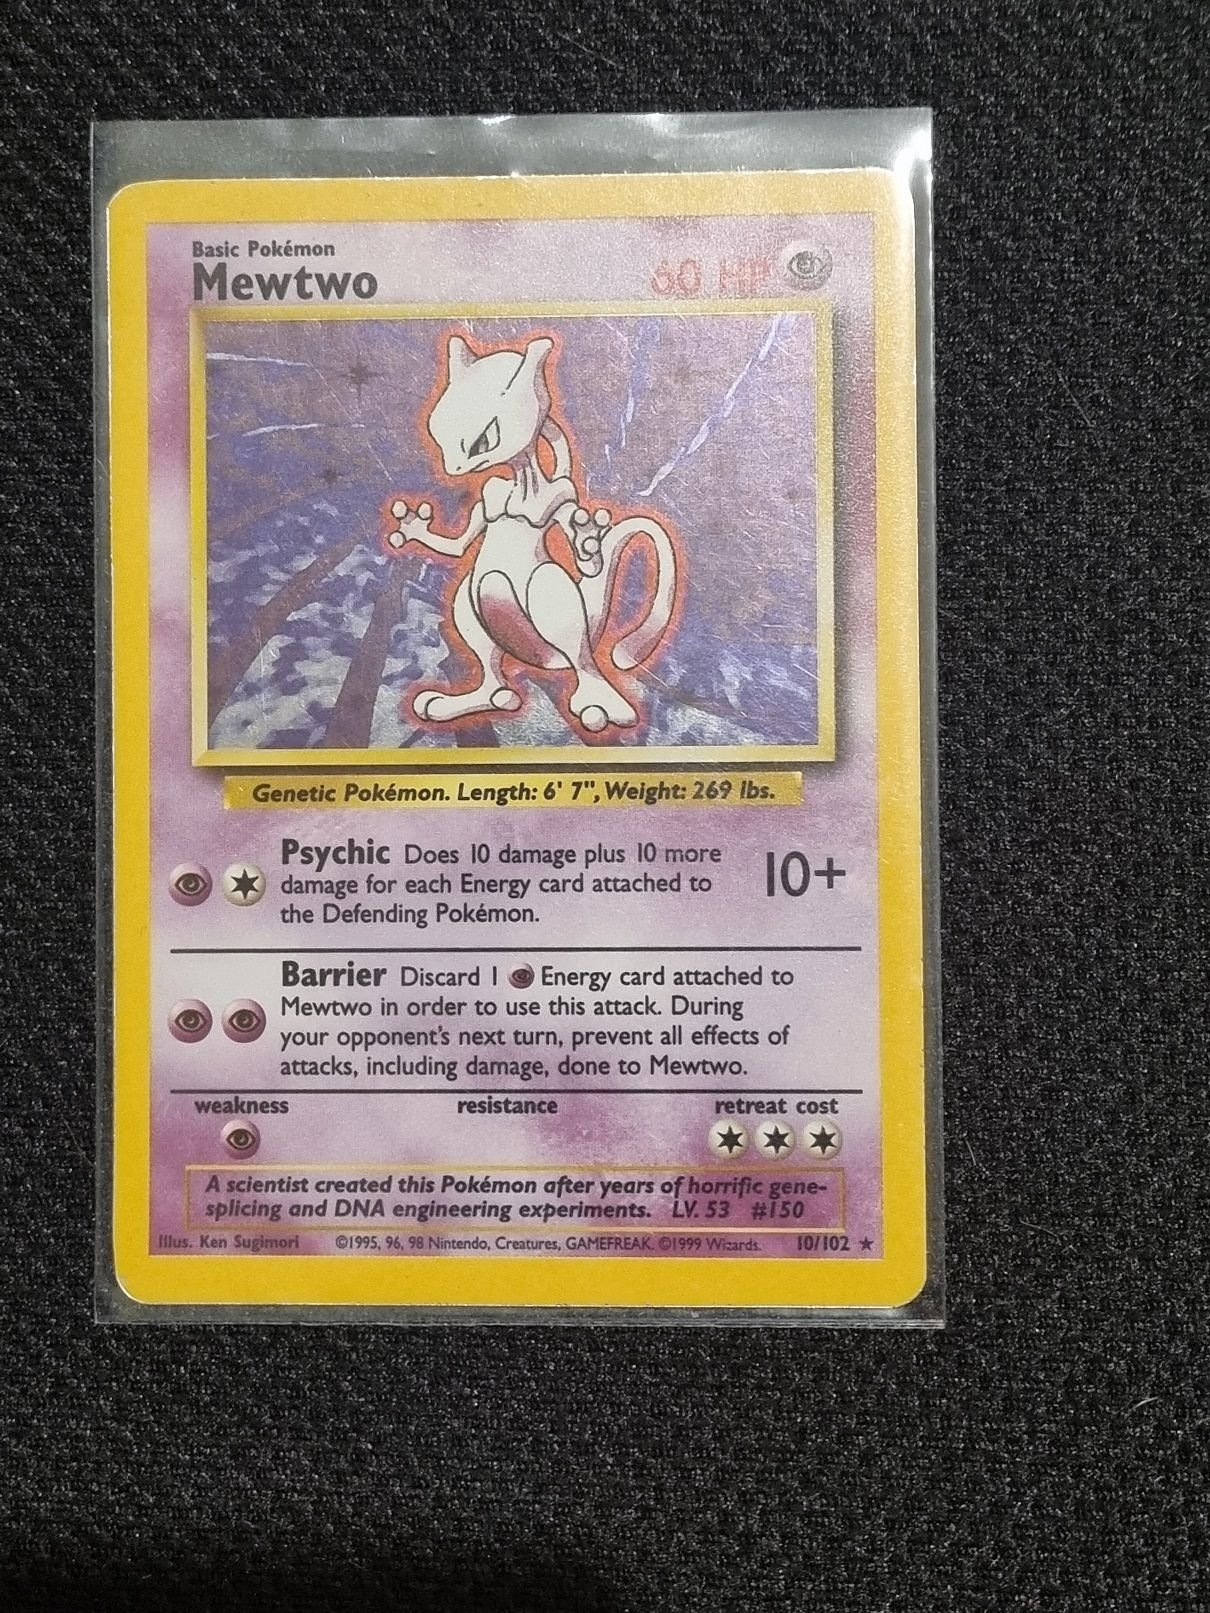 Basic Pokémon
Mewtwo
60 HP
Genetic Pokémon. Length: 6' 7", Weight: 269 lbs.
Psychic Does 10 damage plus 10 more
damage for each Energy card attached to
the Defending Pokémon.
10+
Barrier Discard 1 Energy card attached to
Mewtwo in order to use this attack. During
your opponent's next turn, prevent all effects of
attacks, including damage, done to Mewtwo.
weakness resistance retreat cost
A scientist created this Pokémon after years of horrific gene-
splicing and DNA engineering experiments. LV. 53 #150
Illus. Ken Sugimori ©1995, 96, 98 Nintendo, Creatures, GAMEFREAK. ©1999 Wizards. 10/102 ★